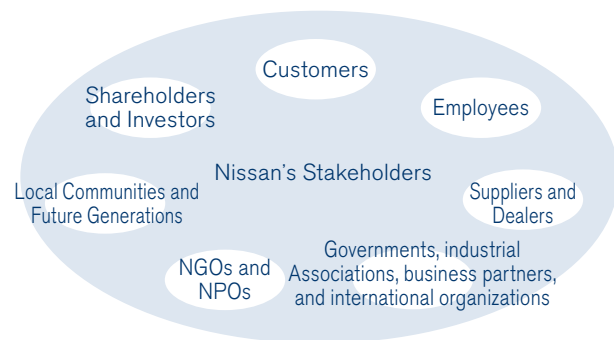 Customers
Shareholders
and Investors
Employees
Nissan's Stakeholders
Local Communities and
Future Generations
Suppliers and
Dealers
NGOs and
NPOs
Governments, industrial
Associations, business partners,
and international organizations